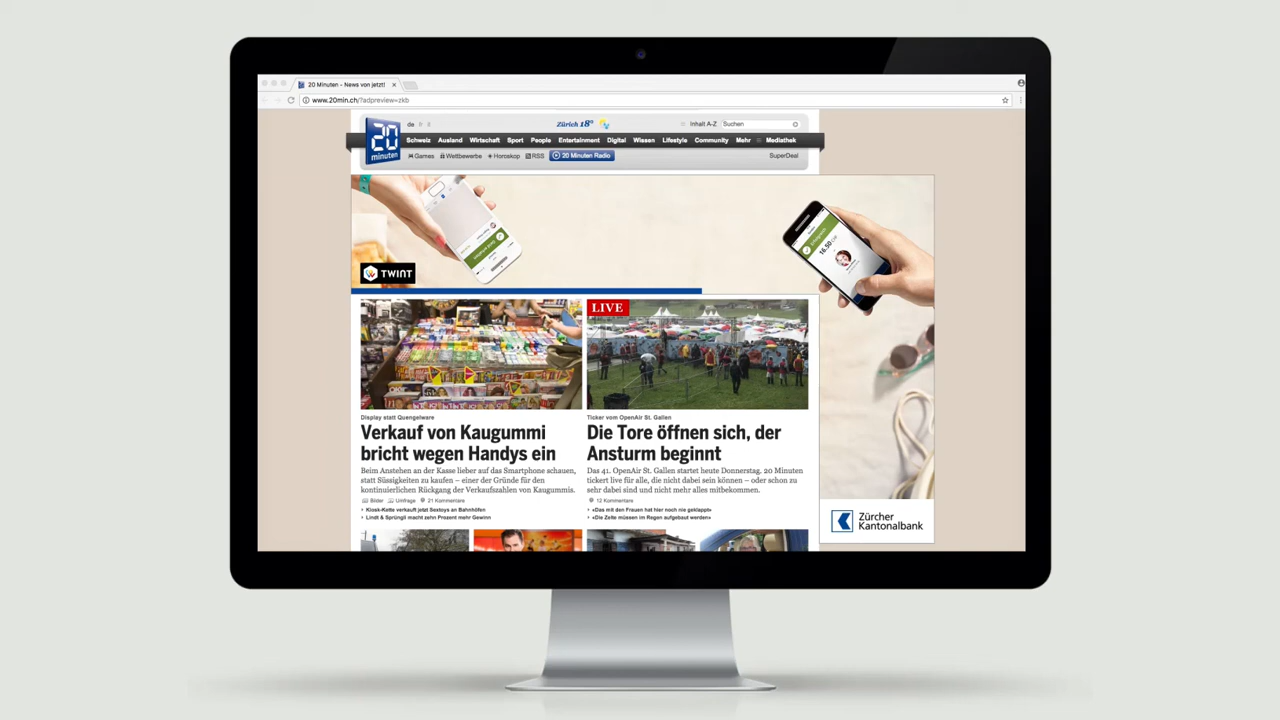 20 Minuten - News von jetzt!
www.20min.ch/?adpreview=zkb
20
minuten
de
Zürich 18°
Inhalt A-Z
Suchen
Schweiz
Ausland
Wirtschaft
Sport
People
Entertainment
Digital
Wissen
Lifestyle
Community
Mehr
Mediathek
Games
Wettbewerbe
Horoskop
RSS
20 Minuten Radio
SuperDeal
16.50
TWINT
LIVE
Display statt Quengelware
Verkauf von Kaugummi
bricht wegen Handys ein
Beim Anstehen an der Kasse lieber auf das Smartphone schauen,
statt Süssigkeiten zu kaufen – einer der Gründe für den
kontinuierlichen Rückgang der Verkaufszahlen von Kaugummis.
Bilder
Umfrage
21 Kommentare
Kiosk-Kette verkauft jetzt Sextoys an Bahnhöfen
Lindt & Sprüngli macht zehn Prozent mehr Gewinn
Ticker vom OpenAir St. Gallen
Die Tore öffnen sich, der
Ansturm beginnt
Das 41. OpenAir St. Gallen startet heute Donnerstag. 20 Minuten
tickert live für alle, die nicht dabei sein können – oder schon zu
sehr dabei sind und nicht mehr alles mitbekommen.
12 Kommentare
«Das mit den Frauen hat hier noch nie geklappt»
«Die Zelte müssen im Regen aufgebaut werden»
Zürcher
Kantonalbank